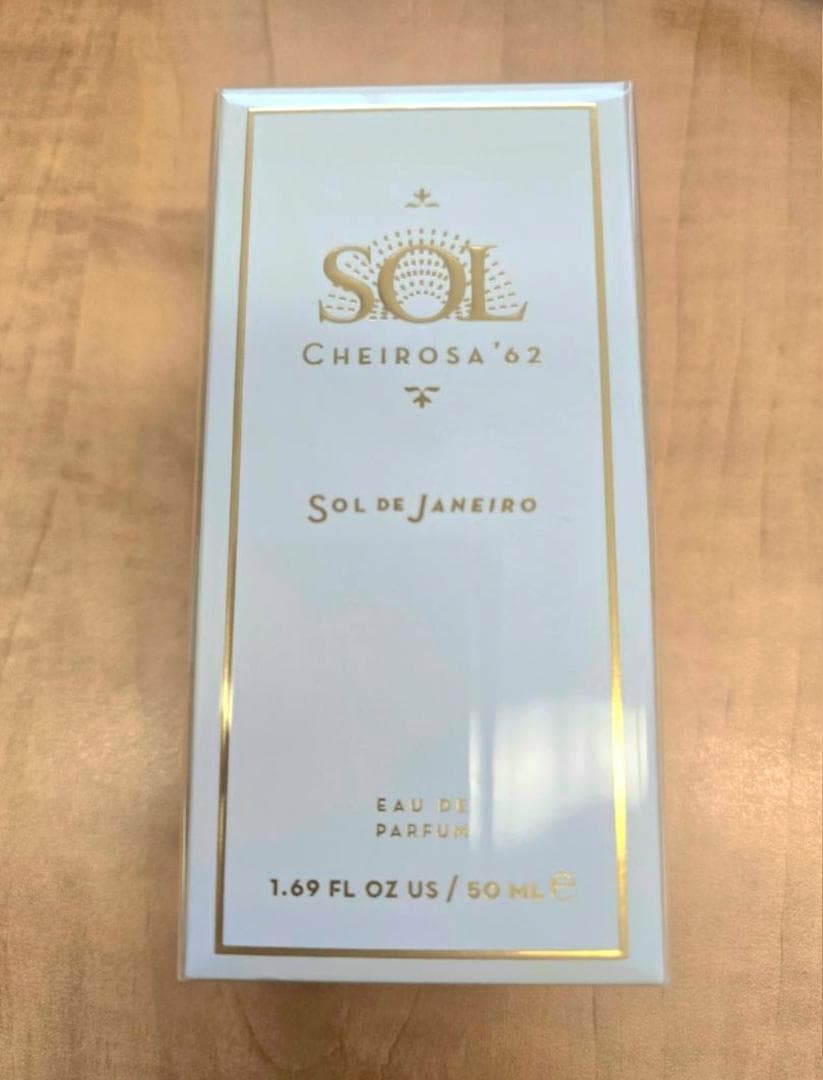 SOL
CHEIROSA '62
SOL DE JANEIRO
EAU DE
PARFUM
1.69 FL OZ US / 50 ML ℮